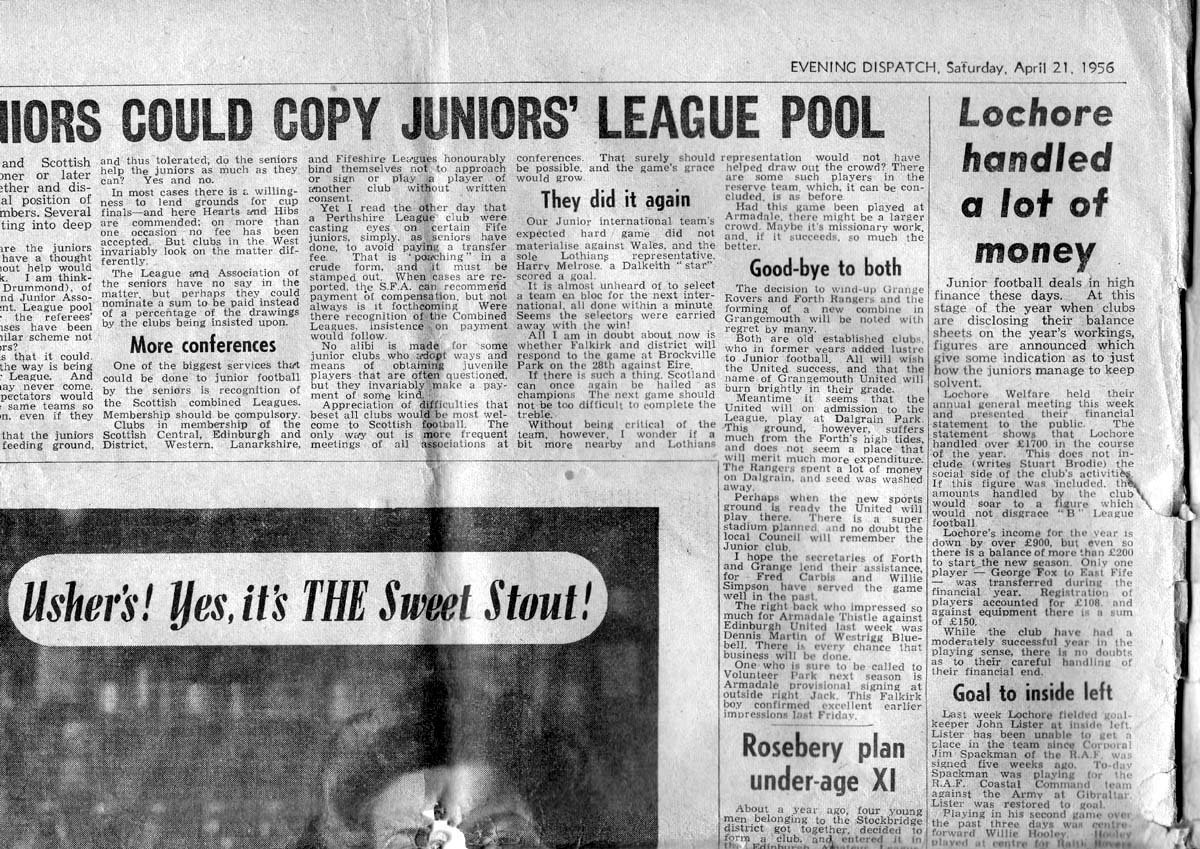 EVENING DISPATCH, Saturday, April 21, 1956
NIORS COULD COPY JUNIORS' LEAGUE POOL
and Scottish
oner or later
ether and dis-
al position of
mbers. Several
ting into deep
are the juniors
have a thought
out help would
k. I am think-
Drummond), of
nd Junior Asso-
ent. League pool
r the referees'
nses have been
milar scheme not
ors?
s that it could.
the way is being
r League. And
ay never come.
pectators would
e same teams so
n, even if they
that the juniors
feeding ground,
and thus tolerated, do the seniors
help the juniors as much as they
can? Yes and no.
In most cases there is a willing-
ness to lend grounds for cup
finals—and here Hearts and Hibs
are commended; on more than
one occasion no fee has been
accepted. But clubs in the West
invariably look on the matter dif-
ferently.
The League and Association of
the seniors have no say in the
matter, but perhaps they could
nominate a sum to be paid instead
of a percentage of the drawings
by the clubs being insisted upon.
More conferences
One of the biggest services that
could be done to junior football
by the seniors is recognition of
the Scottish combined Leagues.
Membership should be compulsory.
Clubs in membership of the
Scottish Central, Edinburgh and
District, Western, Lanarkshire,
and Fifeshire Leagues honourably
bind themselves not to approach
or sign or play a player of
another club without written
consent.
Yet I read the other day that
a Perthshire League club were
casting eyes on certain Fife
juniors, simply, as seniors have
done, to avoid paying a transfer
fee. That is "poaching" in a
crude form, and it must be
stamped out. When cases are re-
ported, the S.F.A. can recommend
payment of compensation, but not
always is it forthcoming. Were
there recognition of the Combined
Leagues, insistence on payment
would follow.
No alibi is made for some
junior clubs who adopt ways and
means of obtaining juvenile
players that are often questioned,
but they invariably make a pay-
ment of some kind.
Appreciation of difficulties that
beset all clubs would be most wel-
come to Scottish football. The
only way out is more frequent
meetings of all associations at
conferences. That surely should
be possible, and the game's grace
would grow.
They did it again
Our Junior international team's
expected hard game did not
materialise against Wales, and the
sole Lothians representative,
Harry Melrose, a Dalkeith "star"
scored a goal.
It is almost unheard of to select
a team en bloc for the next inter-
national, all done within a minute.
Seems the selectors were carried
away with the win!
All I am in doubt about now is
whether Falkirk and district will
respond to the game at Brockville
Park on the 28th against Eire.
If there is such a thing, Scotland
can once again be hailed as
champions The next game should
not be too difficult to complete the
treble.
Without being critical of the
team, however, I wonder if a
bit more nearby and Lothians
representation would not have
helped draw out the crowd? There
are some such players in the
reserve team, which, it can be con-
cluded, is as before.
Had this game been played at
Armadale, there might be a larger
crowd. Maybe it's missionary work,
and, if it succeeds, so much the
better.
Good-bye to both
The decision to wind-up Grange
Rovers and Forth Rangers and the
forming of a new combine in
Grangemouth will be noted with
regret by many.
Both are old established clubs,
who in former years added lustre
to Junior football. All will wish
the United success, and that the
name of Grangemouth United will
burn brightly in their grade.
Meantime it seems that the
United will on admission to the
League, play at Dalgrain Park.
This ground, however, suffers
much from the Forth's high tides,
and does not seem a place that
will merit much more expenditure.
The Rangers spent a lot of money
on Dalgrain, and seed was washed
away.
Perhaps when the new sports
ground is ready the United will
play there. There is a super
stadium planned, and no doubt the
local Council will remember the
Junior club.
I hope the secretaries of Forth
and Grange lend their assistance,
for Fred Carbis and Willie
Simpson have served the game
well in the past.
The right back who impressed so
much for Armadale Thistle against
Edinburgh United last week was
Dennis Martin of Westrigg Blue-
bell. There is every chance that
business will be done.
One who is sure to be called to
Volunteer Park next season is
Armadale provisional signing at
outside right Jack. This Falkirk
boy confirmed excellent earlier
impressions last Friday.
Rosebery plan
under-age XI
About a year ago, four young
men belonging to the Stockbridge
district got together, decided to
form a club, and entered it in
the Edinburgh Amateur League
Lochore
handled
a lot of
money
Junior football deals in high
finance these days. At this
stage of the year when clubs
are disclosing their balance
sheets on the year's workings,
figures are announced which
give some indication as to just
how the juniors manage to keep
solvent.
Lochore Welfare held their
annual general meeting this week
and presented their financial
statement to the public. The
statement shows that Lochore
handled over £1700 in the course
of the year. This does not in-
clude (writes Stuart Brodie) the
social side of the club's activities.
If this figure was included, the
amounts handled by the club
would soar to a figure which
would not disgrace "B" League
football.
Lochore's income for the year is
down by over £900, but even so
there is a balance of more than £200
to start the new season. Only one
player — George Fox to East Fife
— was transferred during the
financial year. Registration of
players accounted for £108, and
against equipment there is a sum
of £150.
While the club have had a
moderately successful year in the
playing sense, there is no doubts
as to their careful handling of
their financial end.
Goal to inside left
Last week Lochore fielded goal-
keeper John Lister at inside left.
Lister has been unable to get a
place in the team since Corporal
Jim Spackman of the R.A.F. was
signed five weeks ago. To-day
Spackman was playing for the
R.A.F. Coastal Command team
against the Army at Gibraltar.
Lister was restored to goal.
Playing in his second game over
the past three days was centre-
forward Willie Hooley. Hooley
played at centre for Raith Rovers
Usher's! Yes, it's THE Sweet Stout!